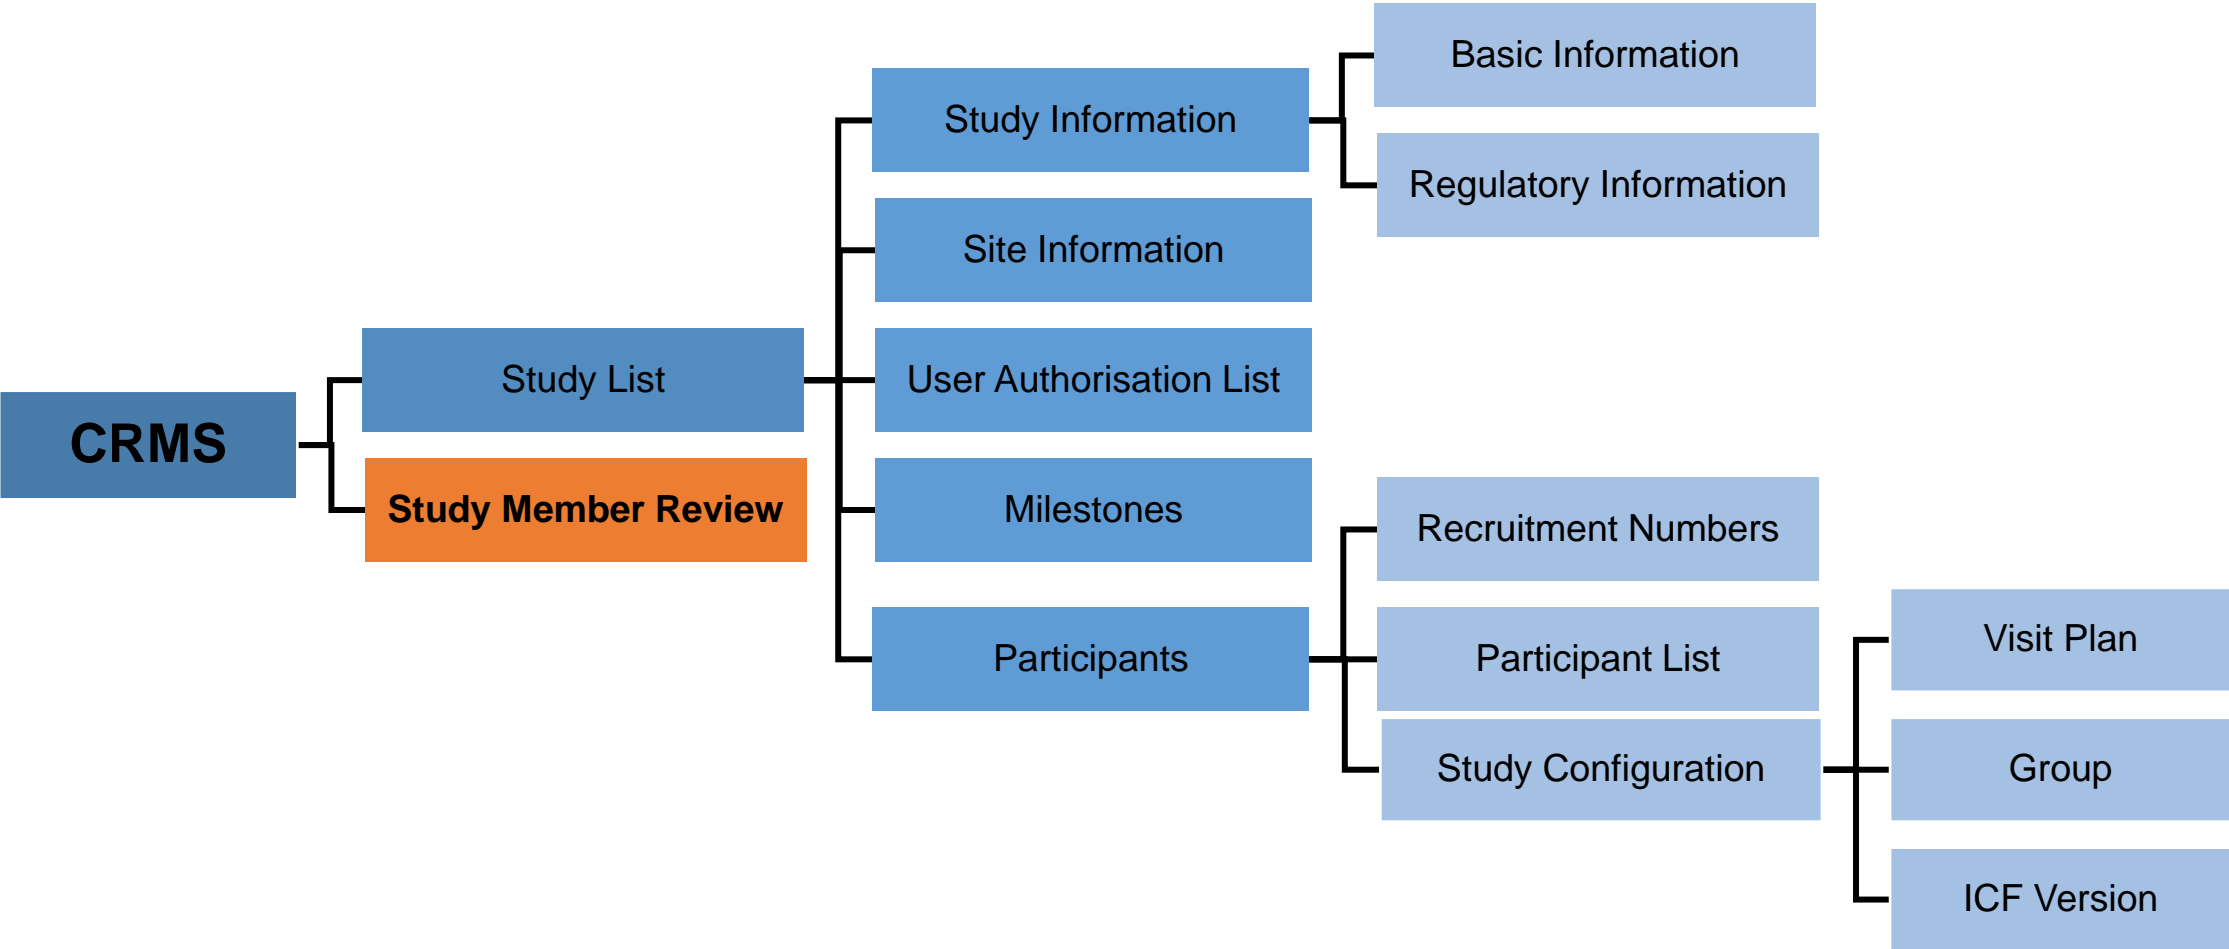 CRMS
Study List
Study Member Review
Study Information
Site Information
User Authorisation List
Milestones
Participants
Basic Information
Regulatory Information
Recruitment Numbers
Participant List
Study Configuration
Visit Plan
Group
ICF Version